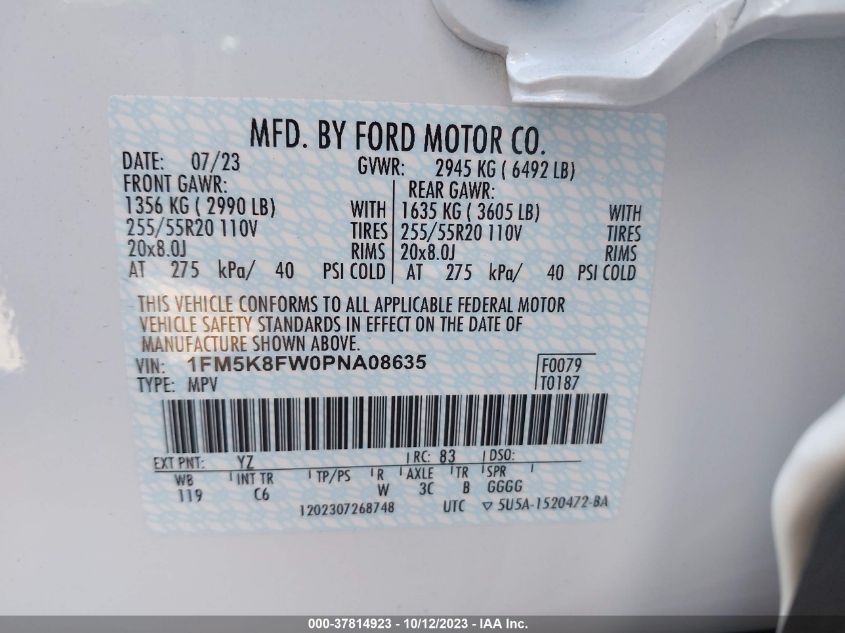 MFD. BY FORD MOTOR CO.
DATE: 07/23 GVWR: 2945 KG ( 6492 LB)
FRONT GAWR: REAR GAWR:
1356 KG ( 2990 LB) WITH 1635 KG ( 3605 LB) WITH
255/55R20 110V TIRES 255/55R20 110V TIRES
20x8.0J RIMS 20x8.0J RIMS
AT 275 kPa/ 40 PSI COLD AT 275 kPa/ 40 PSI COLD
THIS VEHICLE CONFORMS TO ALL APPLICABLE FEDERAL MOTOR
VEHICLE SAFETY STANDARDS IN EFFECT ON THE DATE OF
MANUFACTURE SHOWN ABOVE.
VIN: 1FM5K8FW0PNA08635 F0079
TYPE: MPV T0187
EXT PNT: YZ RC: 83 DSO:
WB INT TR TP/PS R AXLE TR SPR
119 C6 W 3C B GGGG
1202307268748 UTC ▽ 5U5A-1520472-BA
000-37814923 - 10/12/2023 - IAA Inc.